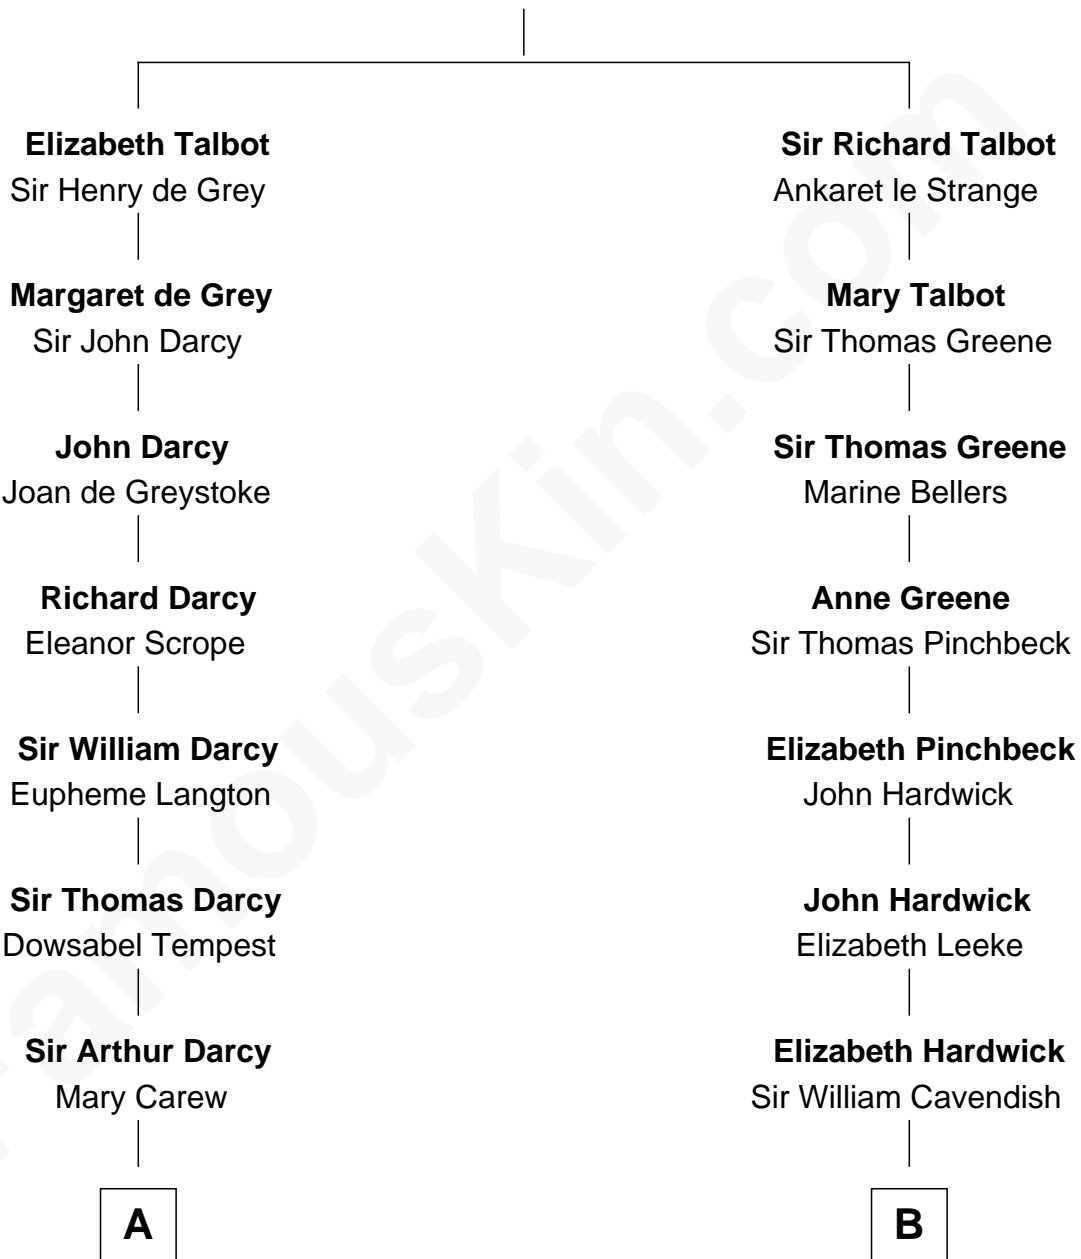 Elizabeth Talbot
Sir Henry de Grey
Margaret de Grey
Sir John Darcy
John Darcy
Joan de Greystoke
Richard Darcy
Eleanor Scrope
Sir William Darcy
Eupheme Langton
Sir Thomas Darcy
Dowsabel Tempest
Sir Arthur Darcy
Mary Carew
A
Sir Richard Talbot
Ankaret le Strange
Mary Talbot
Sir Thomas Greene
Sir Thomas Greene
Marine Bellers
Anne Greene
Sir Thomas Pinchbeck
Elizabeth Pinchbeck
John Hardwick
John Hardwick
Elizabeth Leeke
Elizabeth Hardwick
Sir William Cavendish
B
FamousKin.com